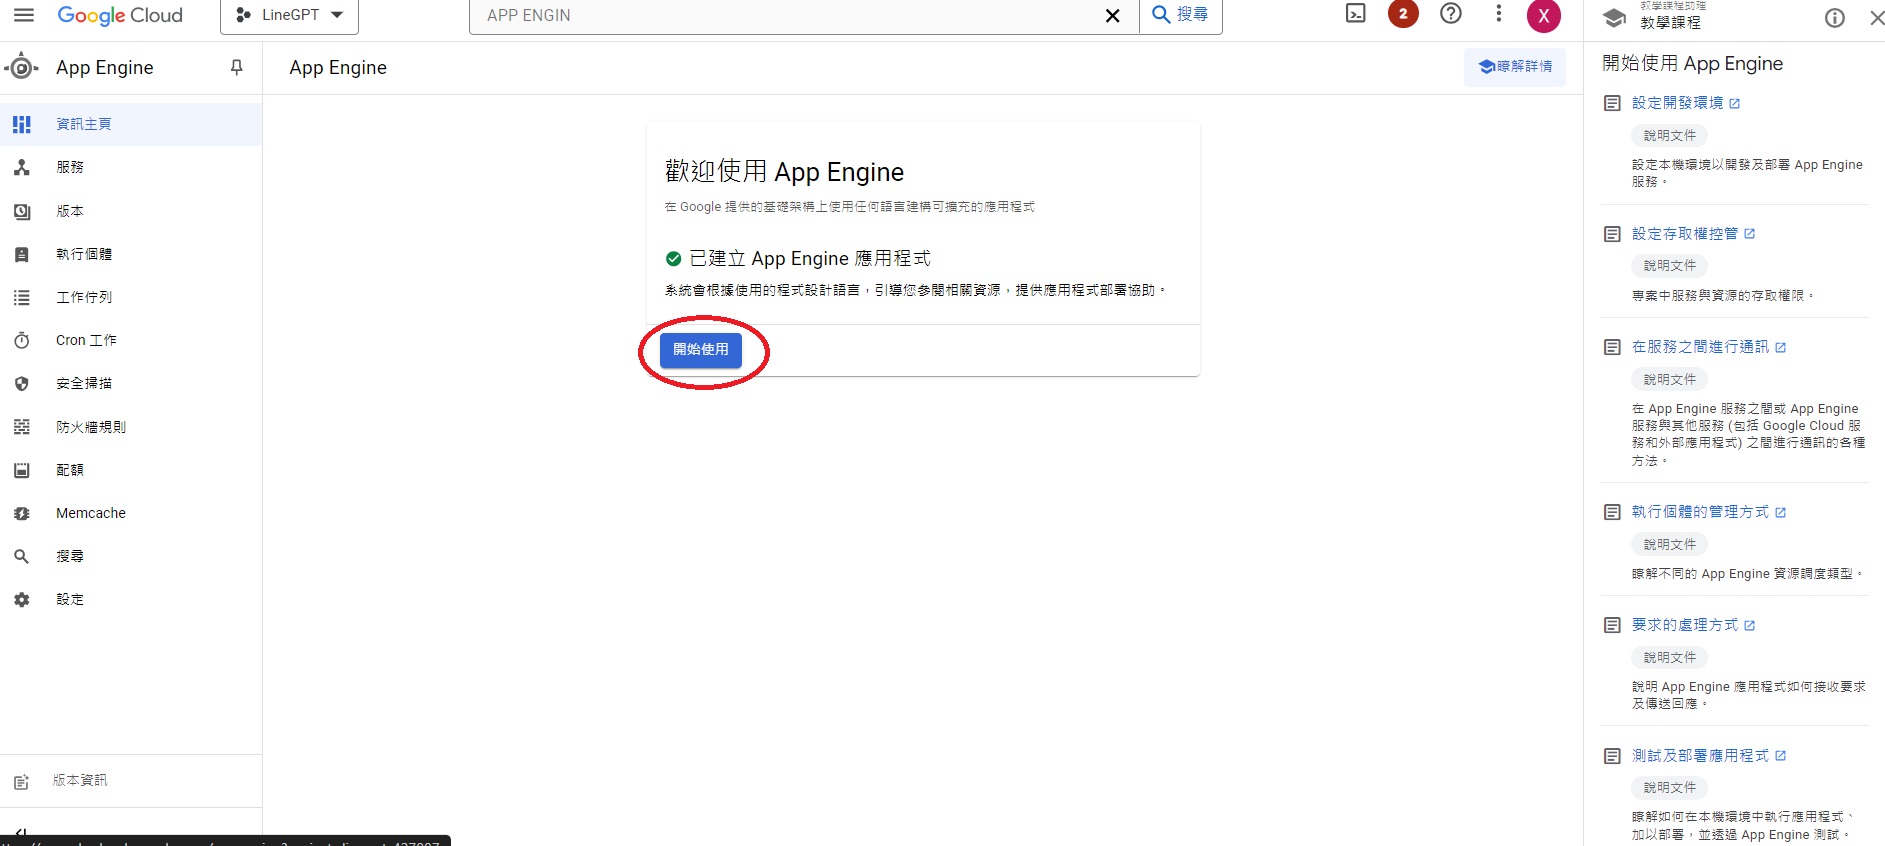 Google Cloud
LineGPT
APP ENGIN
搜尋
2
X
教學課程助理
教學課程
App Engine
App Engine
瞭解詳情
資訊主頁
服務
版本
執行個體
工作佇列
Cron 工作
安全掃描
防火牆規則
配額
Memcache
搜尋
設定
版本資訊
歡迎使用 App Engine
在 Google 提供的基礎架構上使用任何語言建構可擴充的應用程式
已建立 App Engine 應用程式
系統會根據使用的程式設計語言，引導您參閱相關資源，提供應用程式部署協助。
開始使用
開始使用 App Engine
設定開發環境
說明文件
設定本機環境以開發及部署 App Engine
服務。
設定存取權控管
說明文件
專案中服務與資源的存取權限。
在服務之間進行通訊
說明文件
在 App Engine 服務之間或 App Engine
服務與其他服務 (包括 Google Cloud 服
務和外部應用程式) 之間進行通訊的各種
方法。
執行個體的管理方式
說明文件
瞭解不同的 App Engine 資源調度類型。
要求的處理方式
說明文件
說明 App Engine 應用程式如何接收要求
及傳送回應。
測試及部署應用程式
說明文件
瞭解如何在本機環境中執行應用程式、
加以部署，並透過 App Engine 測試。